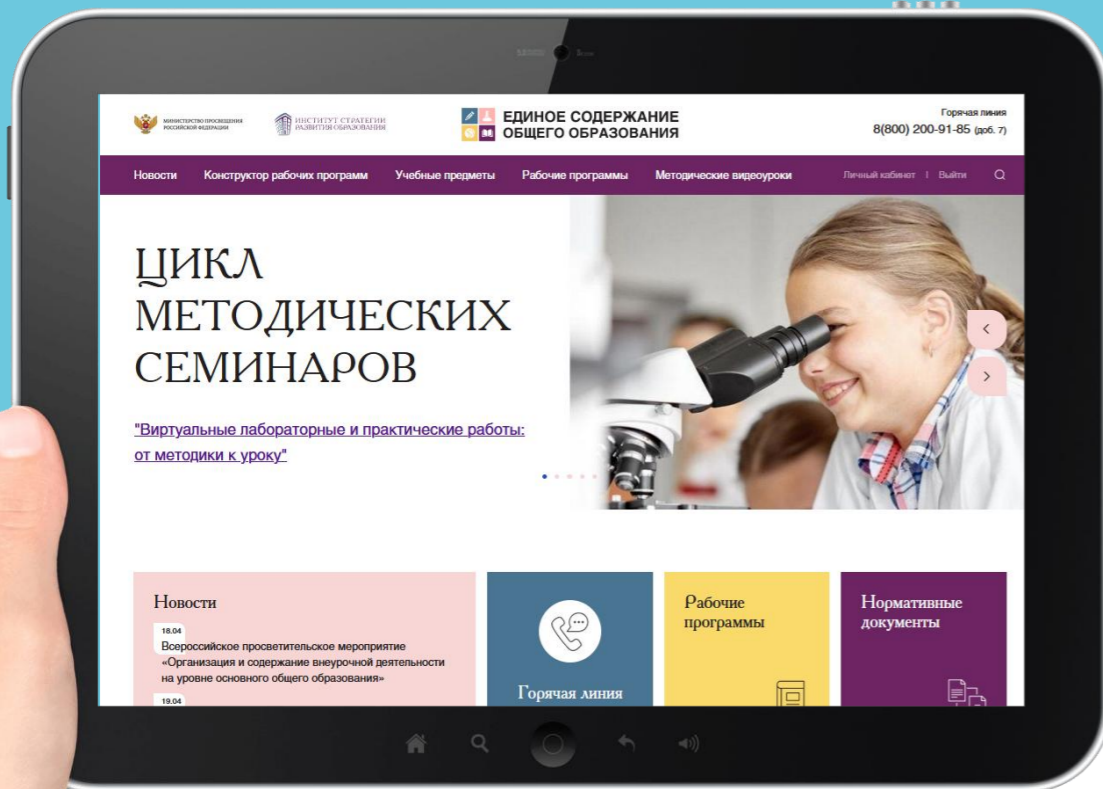 МИНИСТЕРСТВО ПРОСВЕЩЕНИЯ
РОССИЙСКОЙ ФЕДЕРАЦИИ
ИНСТИТУТ СТРАТЕГИИ
РАЗВИТИЯ ОБРАЗОВАНИЯ
ЕДИНОЕ СОДЕРЖАНИЕ
ОБЩЕГО ОБРАЗОВАНИЯ
Горячая линия
8(800) 200-91-85 (доб. 7)
Новости Конструктор рабочих программ Учебные предметы Рабочие программы Методические видеоуроки Личный кабинет | Выйти
ЦИКЛ
МЕТОДИЧЕСКИХ
СЕМИНАРОВ
"Виртуальные лабораторные и практические работы:
от методики к уроку"
Новости
18.04
Всероссийское просветительское мероприятие
«Организация и содержание внеурочной деятельности
на уровне основного общего образования»
19.04
Горячая линия
Рабочие
программы
Нормативные
документы